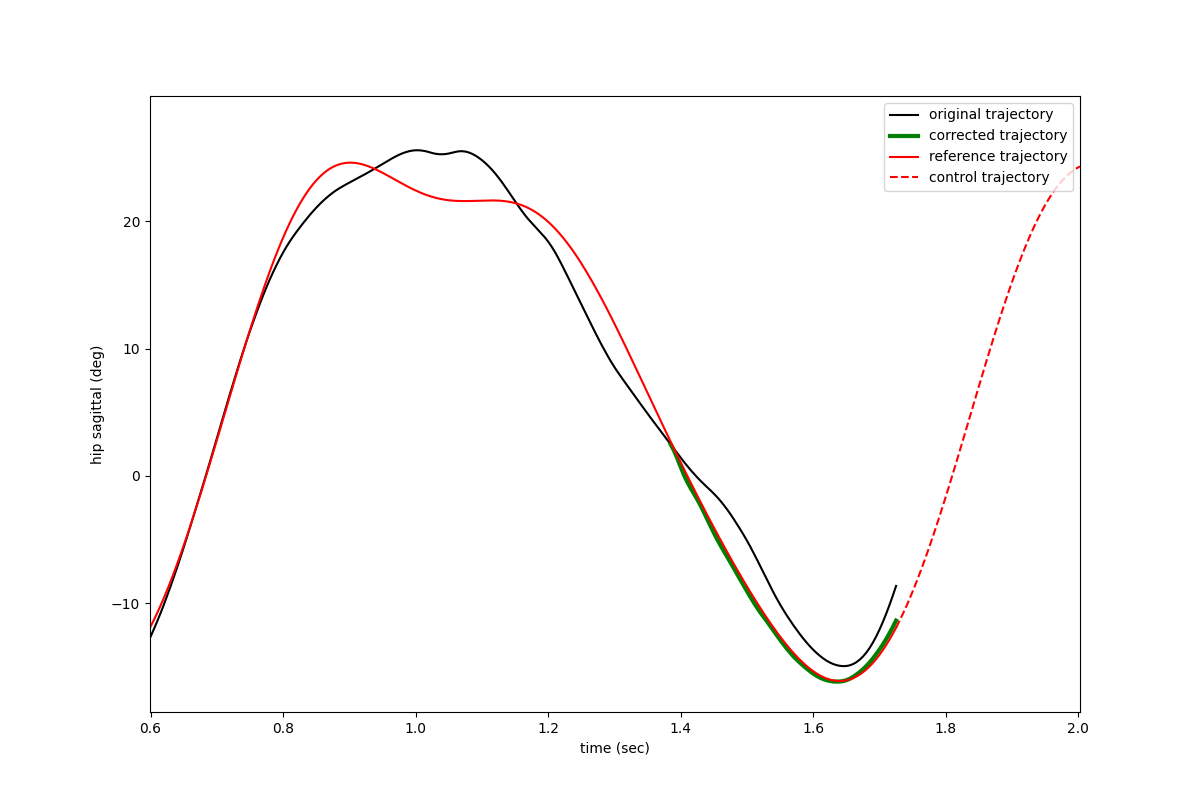 original trajectory
corrected trajectory
reference trajectory
control trajectory
hip sagittal (deg)
20
10
0
−10
0.6 0.8 1.0 1.2 1.4 1.6 1.8 2.0
time (sec)